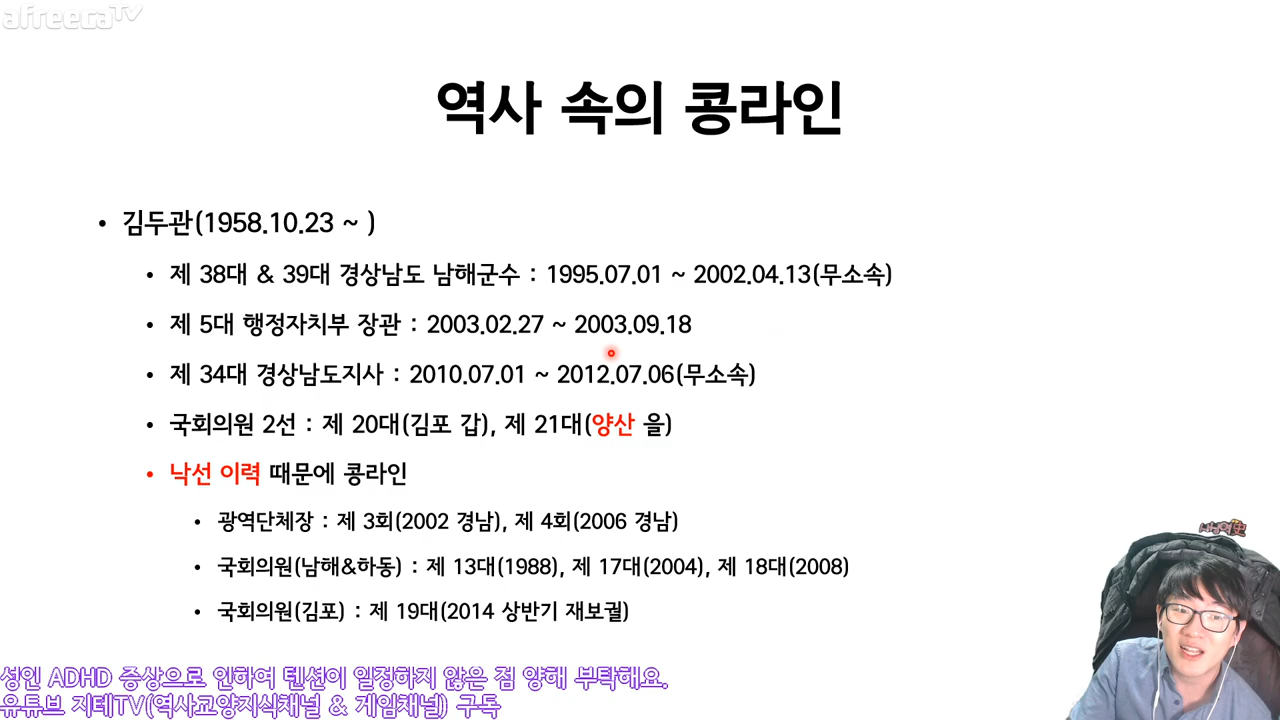 afreecaTV
역사 속의 콩라인
• 김두관(1958.10.23 ~ )
• 제 38대 & 39대 경상남도 남해군수 : 1995.07.01 ~ 2002.04.13(무소속)
• 제 5대 행정자치부 장관 : 2003.02.27 ~ 2003.09.18
• 제 34대 경상남도지사 : 2010.07.01 ~ 2012.07.06(무소속)
• 국회의원 2선 : 제 20대(김포 갑), 제 21대(양산 을)
• 낙선 이력 때문에 콩라인
• 광역단체장 : 제 3회(2002 경남), 제 4회(2006 경남)
• 국회의원(남해&하동) : 제 13대(1988), 제 17대(2004), 제 18대(2008)
• 국회의원(김포) : 제 19대(2014 상반기 재보궐)
성인 ADHD 증상으로 인하여 텐션이 일정하지 않은 점 양해 부탁해요.
유튜브 지테TV(역사교양지식채널 & 게임채널) 구독